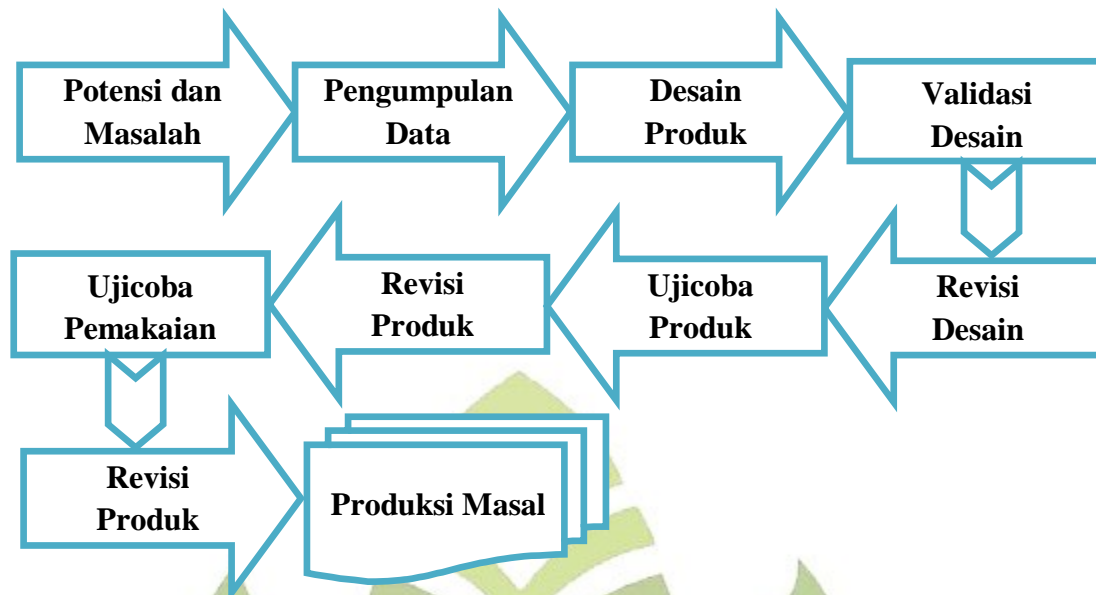 Potensi dan
Masalah
Pengumpulan
Data
Desain
Produk
Validasi
Desain
Revisi
Desain
Ujicoba
Produk
Revisi
Produk
Ujicoba
Pemakaian
Revisi
Produk
Produksi Masal